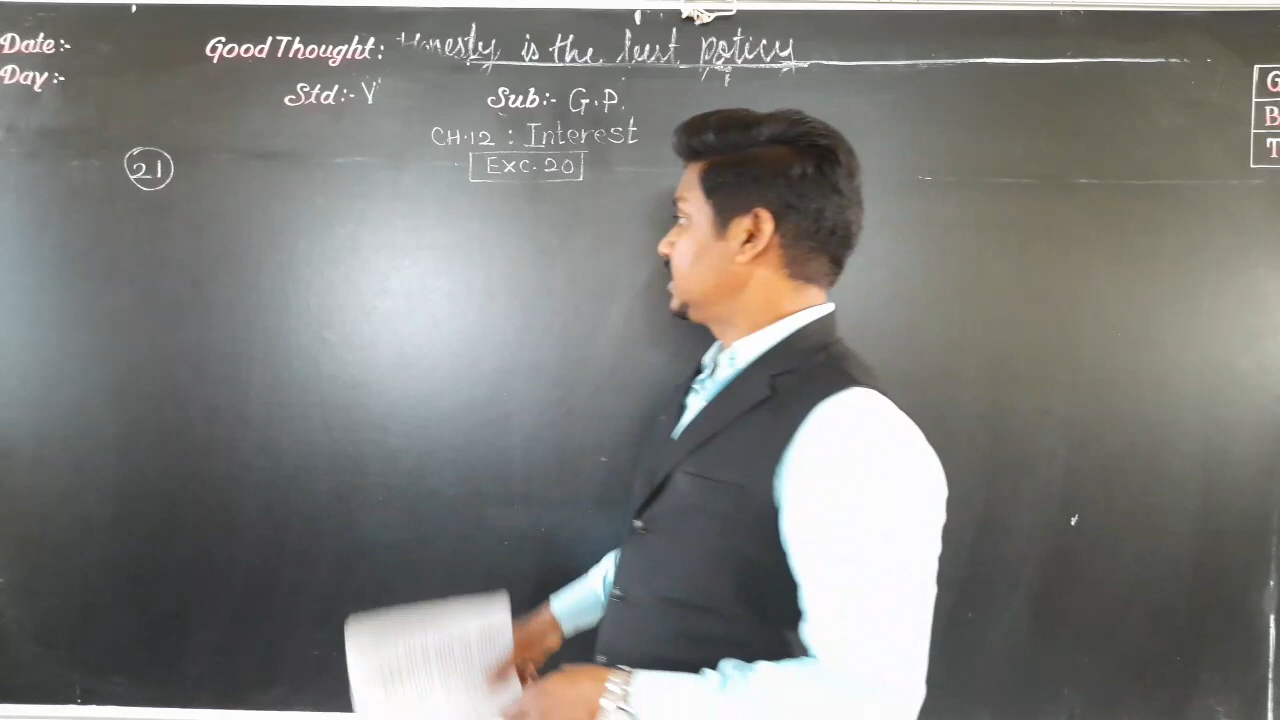 Date:- Good Thought: Honesty is the best policy
Day:- Std:- V Sub:- G.P.
CH.12 : Interest
Exc. 20
21
G
B
T